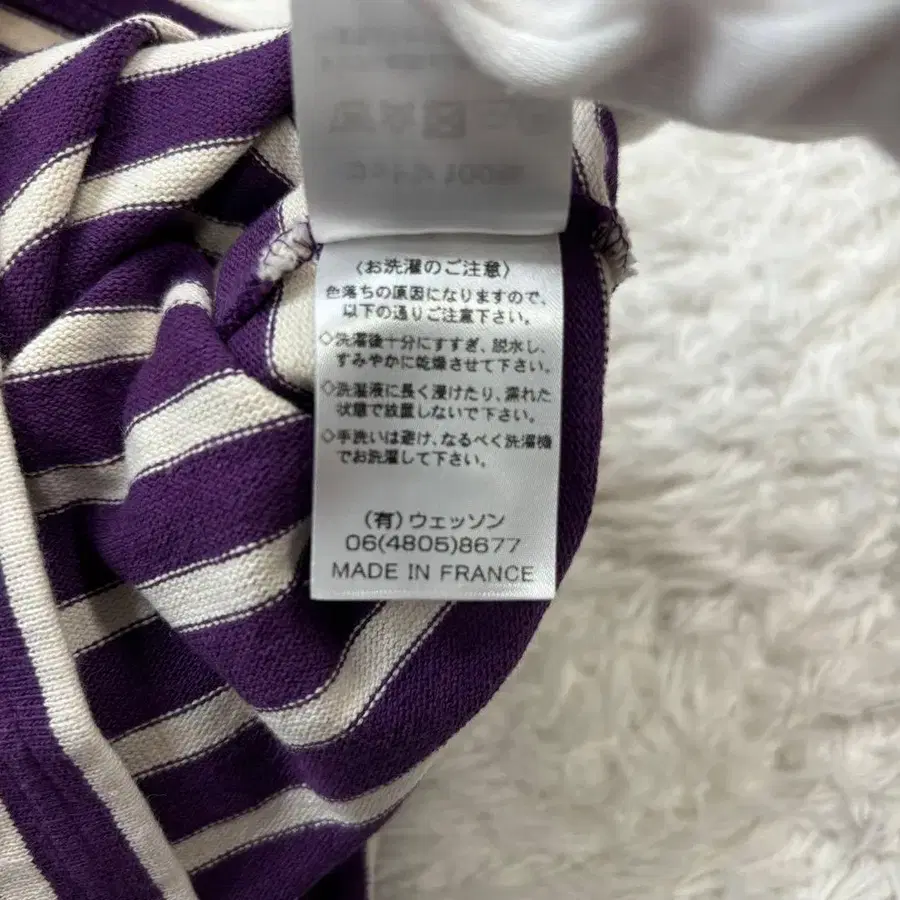 〈お洗濯のご注意〉
色落ちの原因になりますので、
以下の通りご注意下さい。
◇洗濯後十分にすすぎ、脱水し、
すみやかに乾燥させて下さい。
◇洗濯液に長く浸けたり、濡れた
状態で放置しないで下さい。
◇手洗いは避け、なるべく洗濯機
でお洗濯して下さい。
(有)ウェッソン
06(4805)8677
MADE IN FRANCE